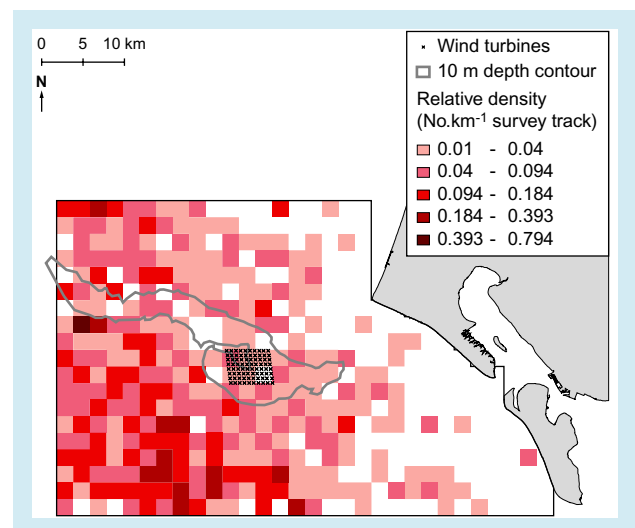 0 5 10 km
N
Wind turbines
10 m depth contour
Relative density
(No.km-1 survey track)
0.01 - 0.04
0.04 - 0.094
0.094 - 0.184
0.184 - 0.393
0.393 - 0.794